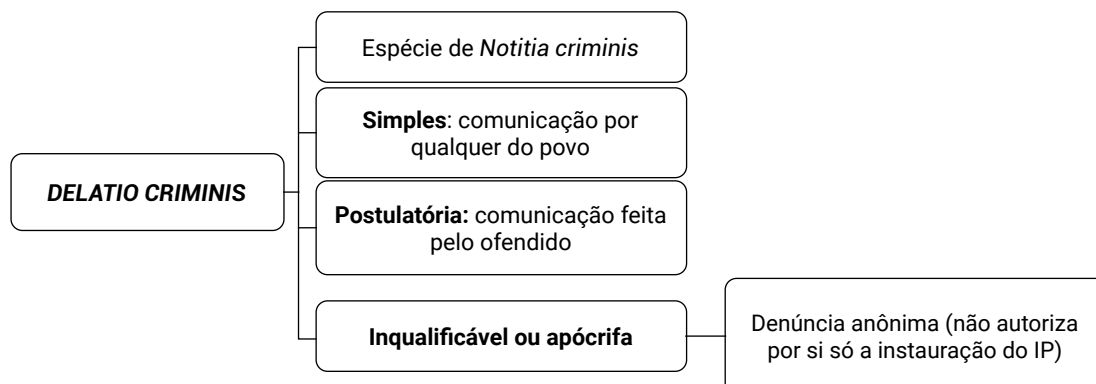 DELATIO CRIMINIS
Espécie de Notitia criminis
Simples: comunicação por
qualquer do povo
Postulatória: comunicação feita
pelo ofendido
Inqualificável ou apócrifa
Denúncia anônima (não autoriza
por si só a instauração do IP)